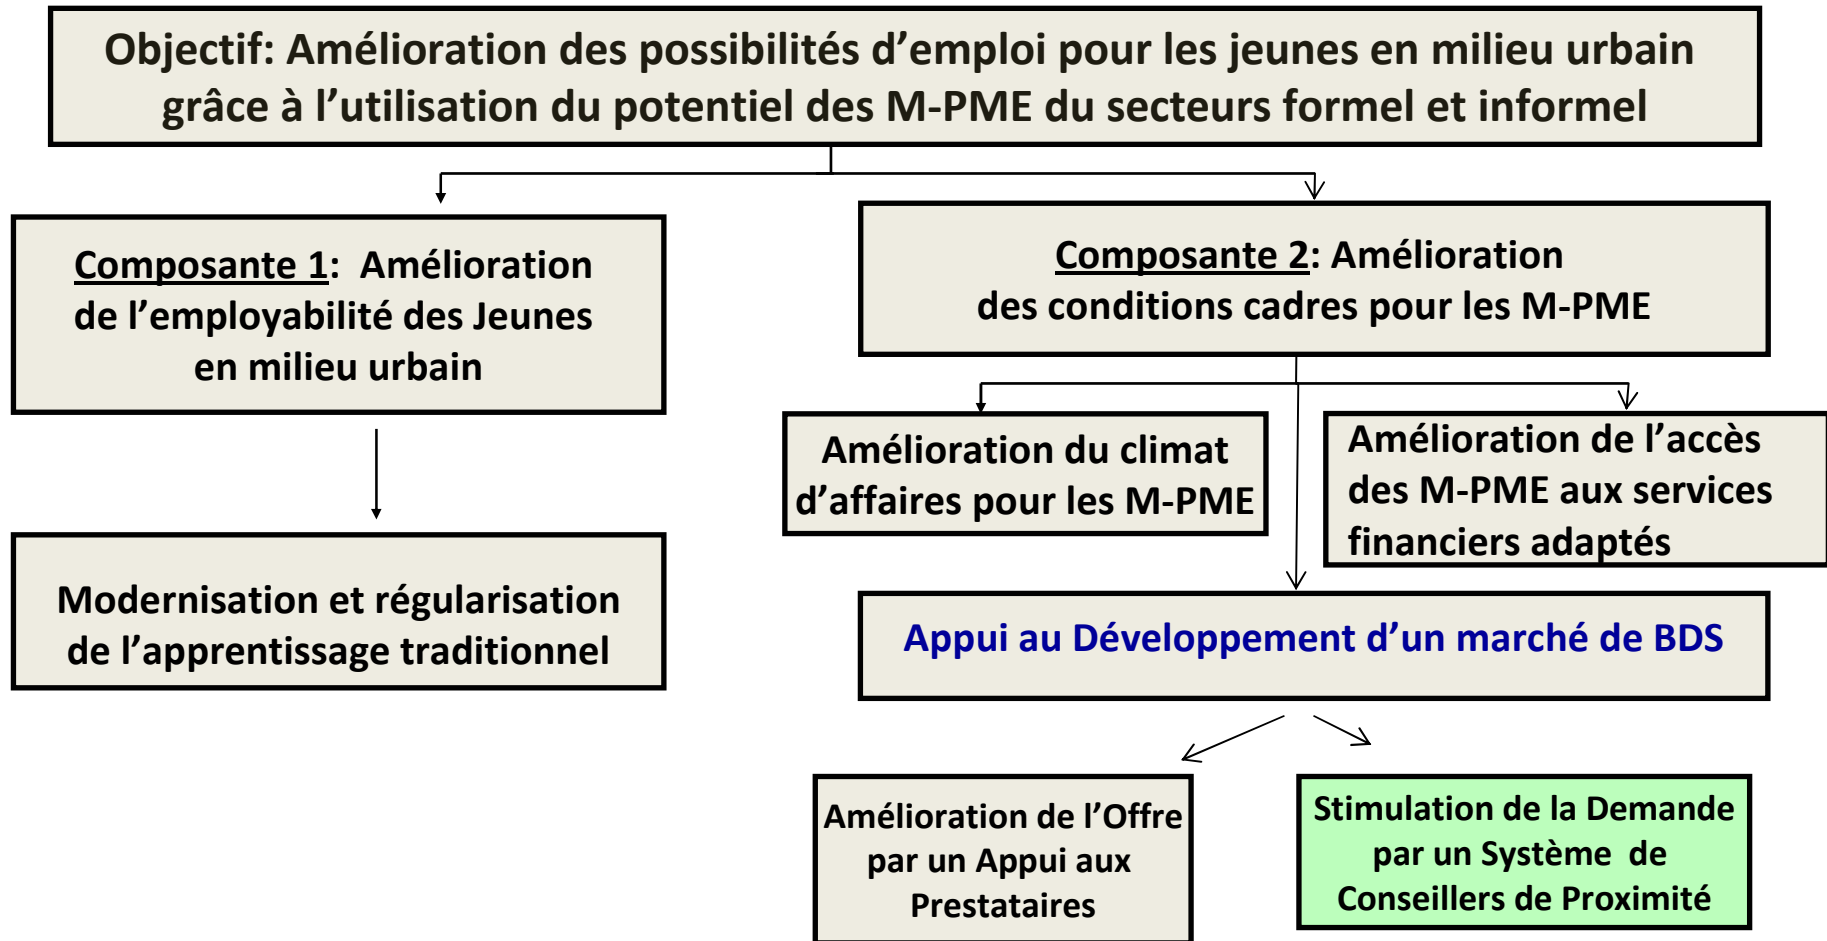 Objectif: Amélioration des possibilités d’emploi pour les jeunes en milieu urbain
grâce à l’utilisation du potentiel des M-PME du secteurs formel et informel
Composante 1: Amélioration
de l’employabilité des Jeunes
en milieu urbain
Composante 2: Amélioration
des conditions cadres pour les M-PME
Amélioration du climat
d’affaires pour les M-PME
Amélioration de l’accès
des M-PME aux services
financiers adaptés
Modernisation et régularisation
de l’apprentissage traditionnel
Appui au Développement d’un marché de BDS
Amélioration de l’Offre
par un Appui aux
Prestataires
Stimulation de la Demande
par un Système de
Conseillers de Proximité